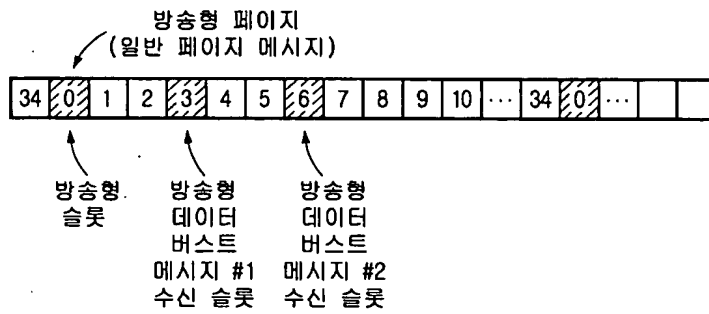 방송형 페이지
(일반 페이지 메시지)
34 0 1 2 3 4 5 6 7 8 9 10 ··· 34 0 ···
방송형
슬롯
방송형
데이터
버스트
메시지 #1
수신 슬롯
방송형
데이터
버스트
메시지 #2
수신 슬롯